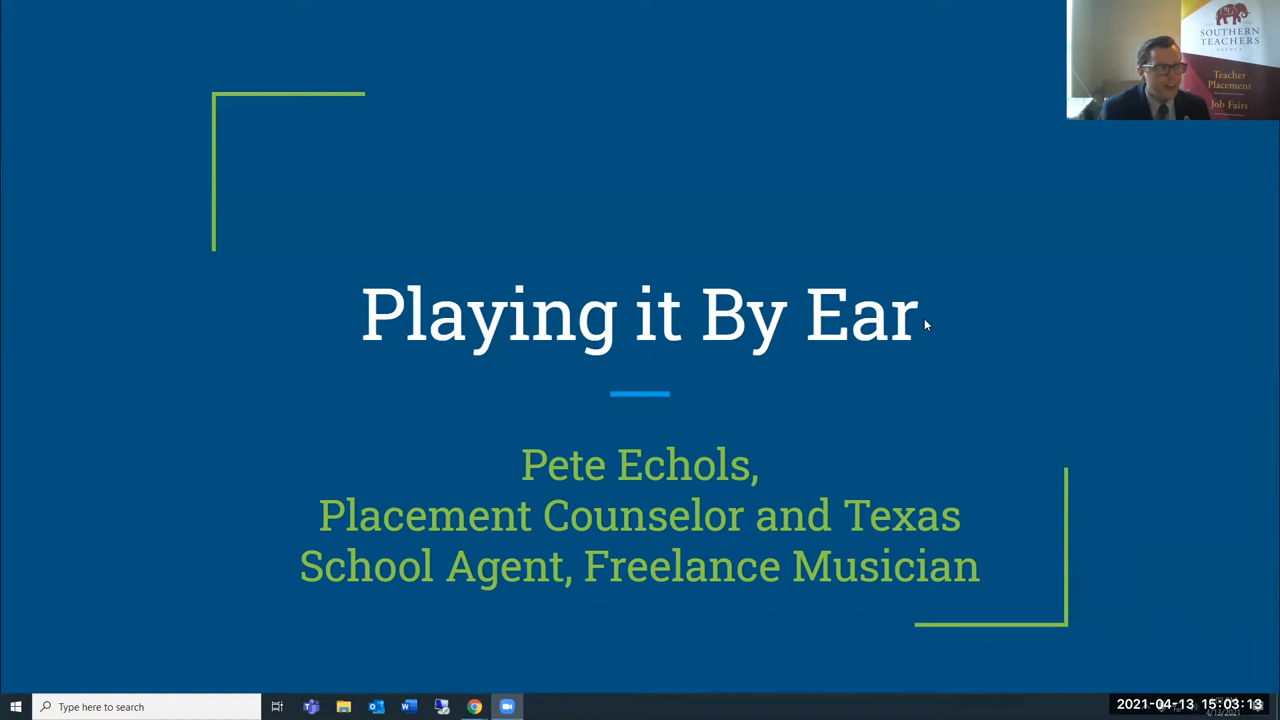 SOUTHERN
TEACHERS
AGENCY
Teacher
Placement
Job Fairs
Playing it By Ear
Pete Echols,
Placement Counselor and Texas
School Agent, Freelance Musician
Type here to search
2021-04-13 15:03:13